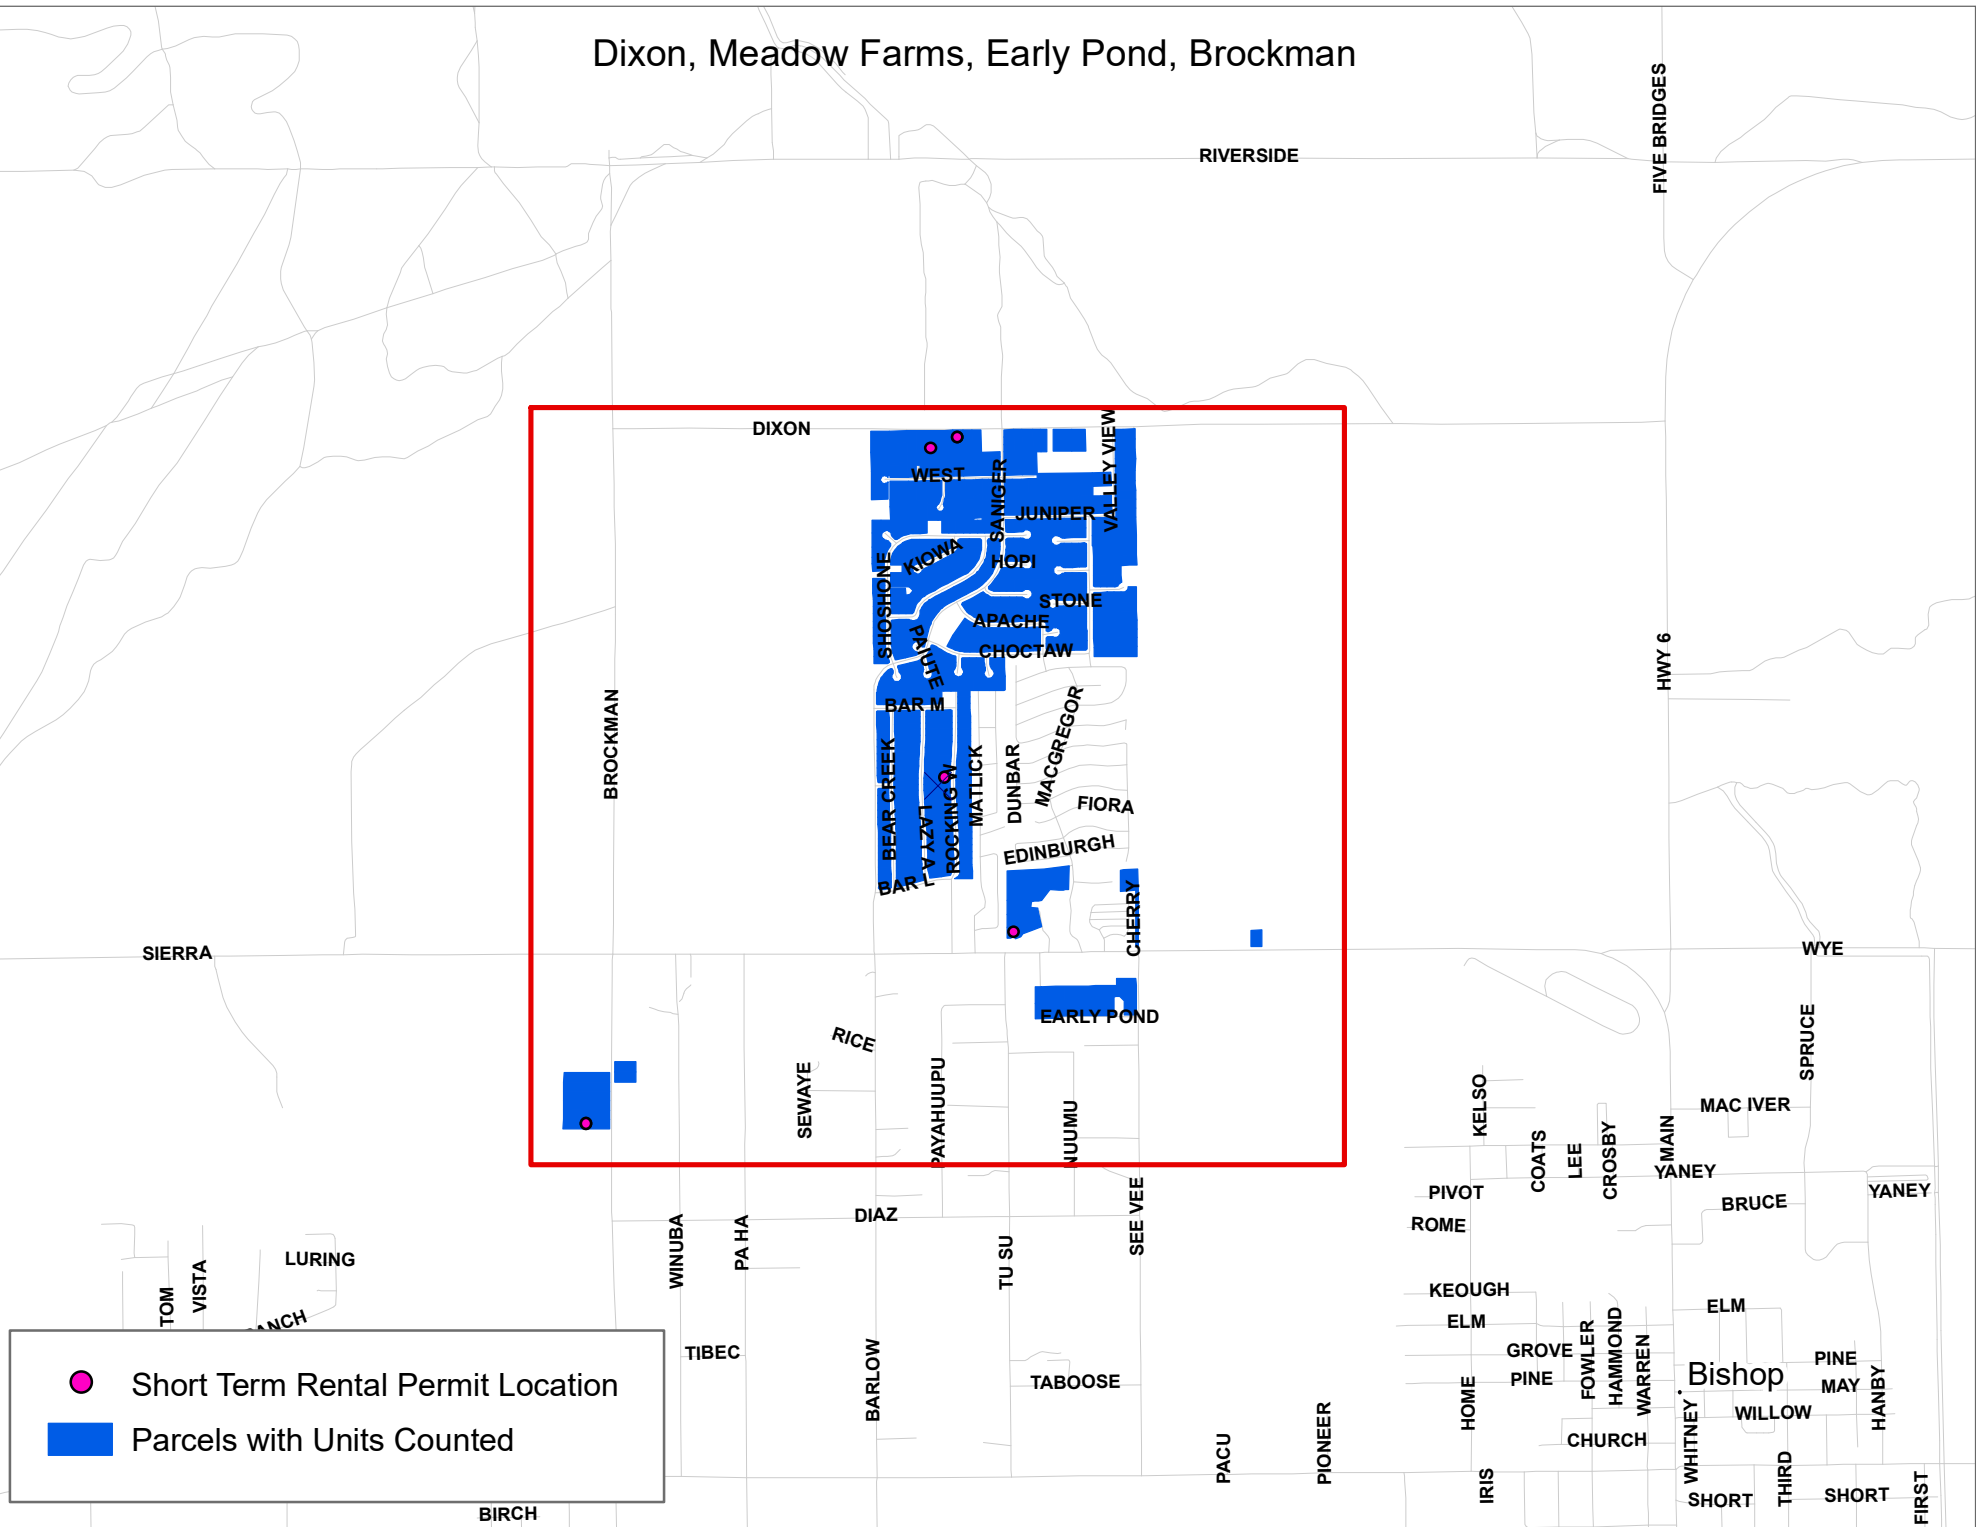 Dixon, Meadow Farms, Early Pond, Brockman
FIVE BRIDGES
RIVERSIDE
DIXON
VALLEY VIEW
WEST
SANIGER
JUNIPER
KIOWA
HOPI
SHOSHONE
STONE
APACHE
PAIUTE
CHOCTAW
HWY 6
BROCKMAN
BAR M
MACGREGOR
BEAR CREEK
LAZY A
ROCKING W
MATLICK
DUNBAR
FIORA
EDINBURGH
BAR L
CHERRY
SIERRA
WYE
EARLY POND
RICE
SPRUCE
SEWAYE
PAYAHUUPU
NUUMU
KELSO
MAC IVER
COATS
LEE
CROSBY
MAIN
YANEY
PIVOT
BRUCE
YANEY
ROME
SEE VEE
DIAZ
WINUBA
PA HA
TU SU
LURING
TOM
VISTA
ANCH
KEOUGH
ELM
ELM
GROVE
FOWLER
HAMMOND
WARREN
PINE
PINE
Bishop
MAY
HANBY
TIBEC
BARLOW
TABOOSE
HOME
WHITNEY
WILLOW
CHURCH
PACU
PIONEER
IRIS
SHORT
THIRD
SHORT
FIRST
Short Term Rental Permit Location
Parcels with Units Counted
BIRCH